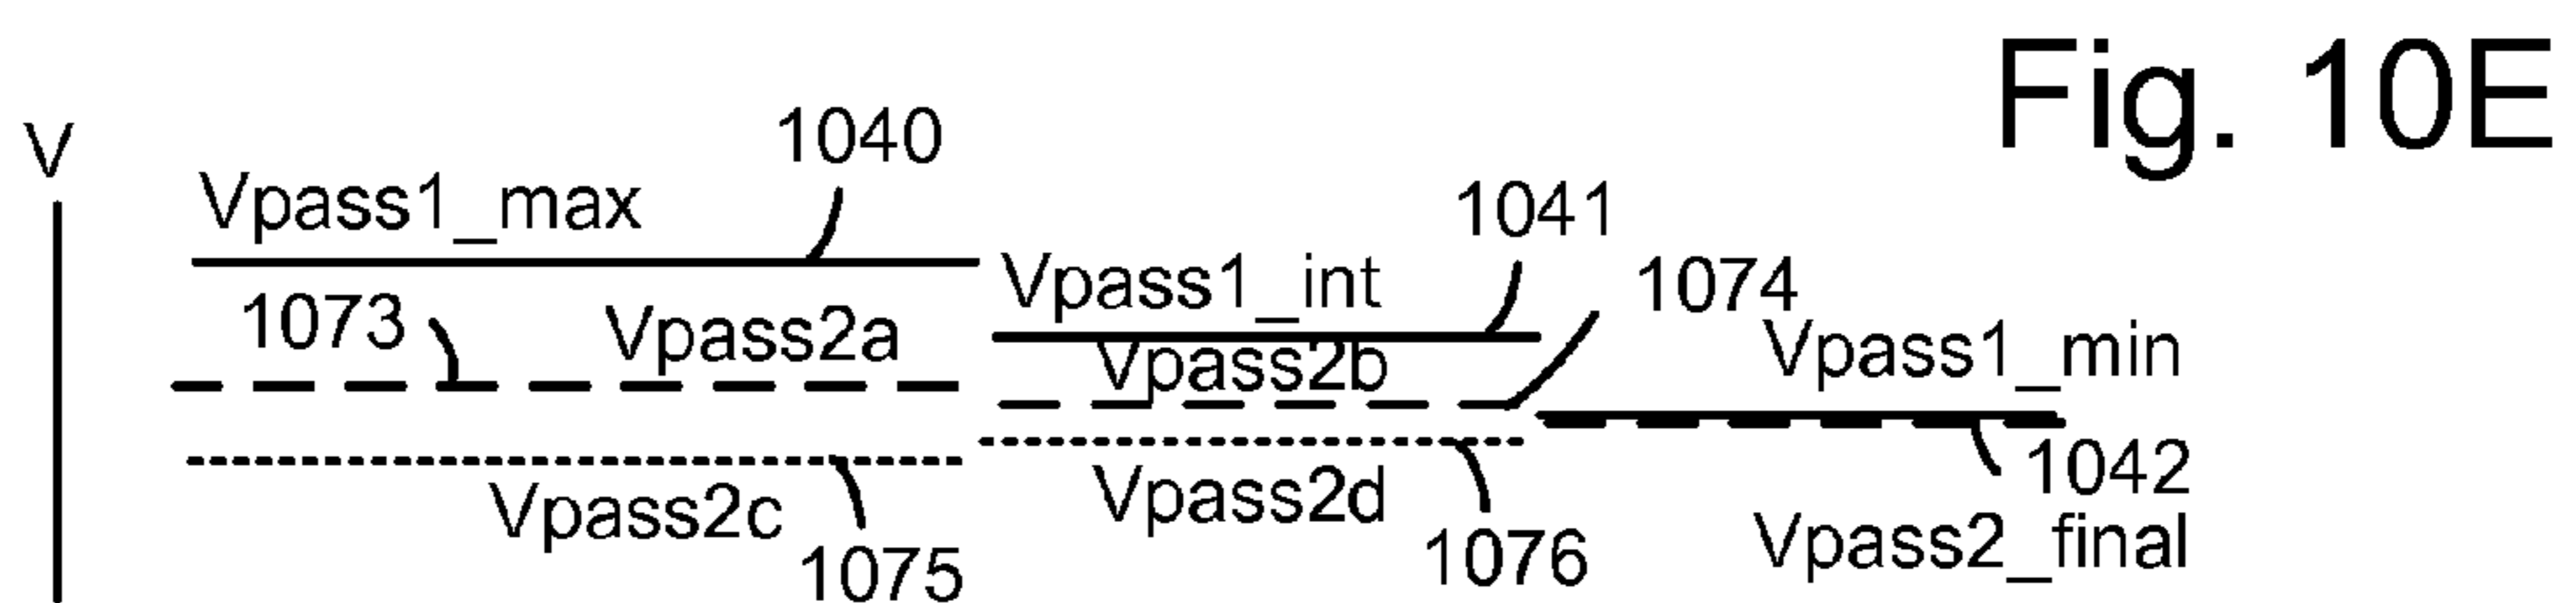 Fig. 10E
V
1040
Vpass1_max
1041
Vpass1_int
1074
1073
Vpass2a
Vpass2b
Vpass1_min
Vpass2c
Vpass2d
1042
1075
1076
Vpass2_final